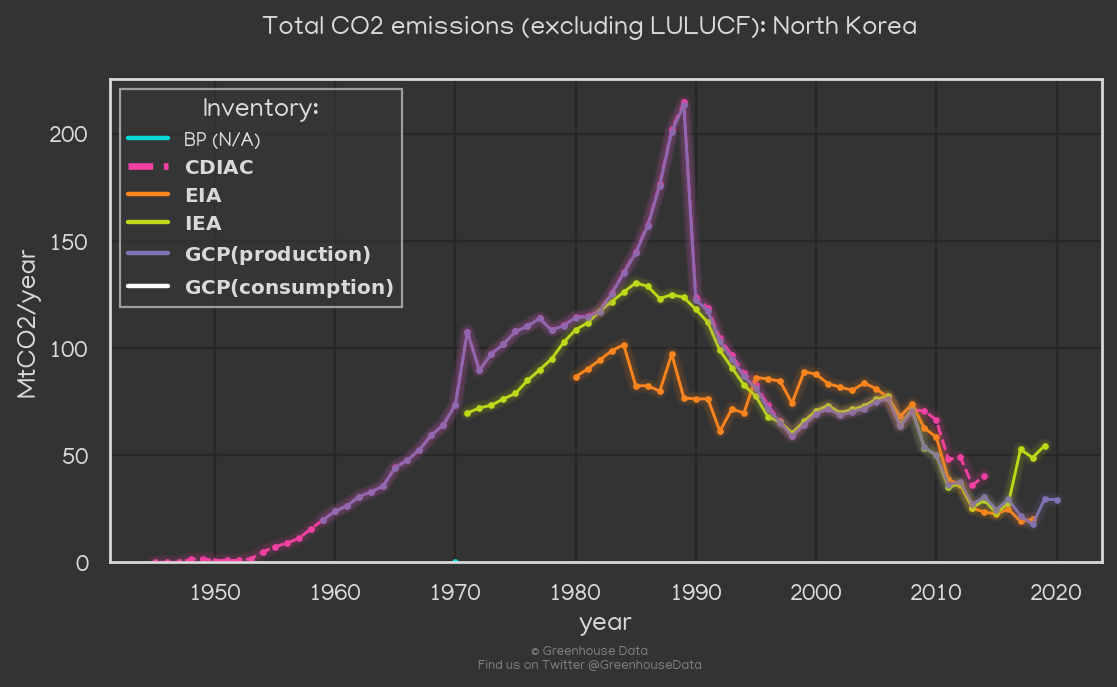 Total CO2 emissions (excluding LULUCF): North Korea
Inventory:
BP (N/A)
CDIAC
EIA
IEA
GCP(production)
GCP(consumption)
MtCO2/year
200
150
100
50
0
1950 1960 1970 1980 1990 2000 2010 2020
year
© Greenhouse Data
Find us on Twitter @GreenhouseData